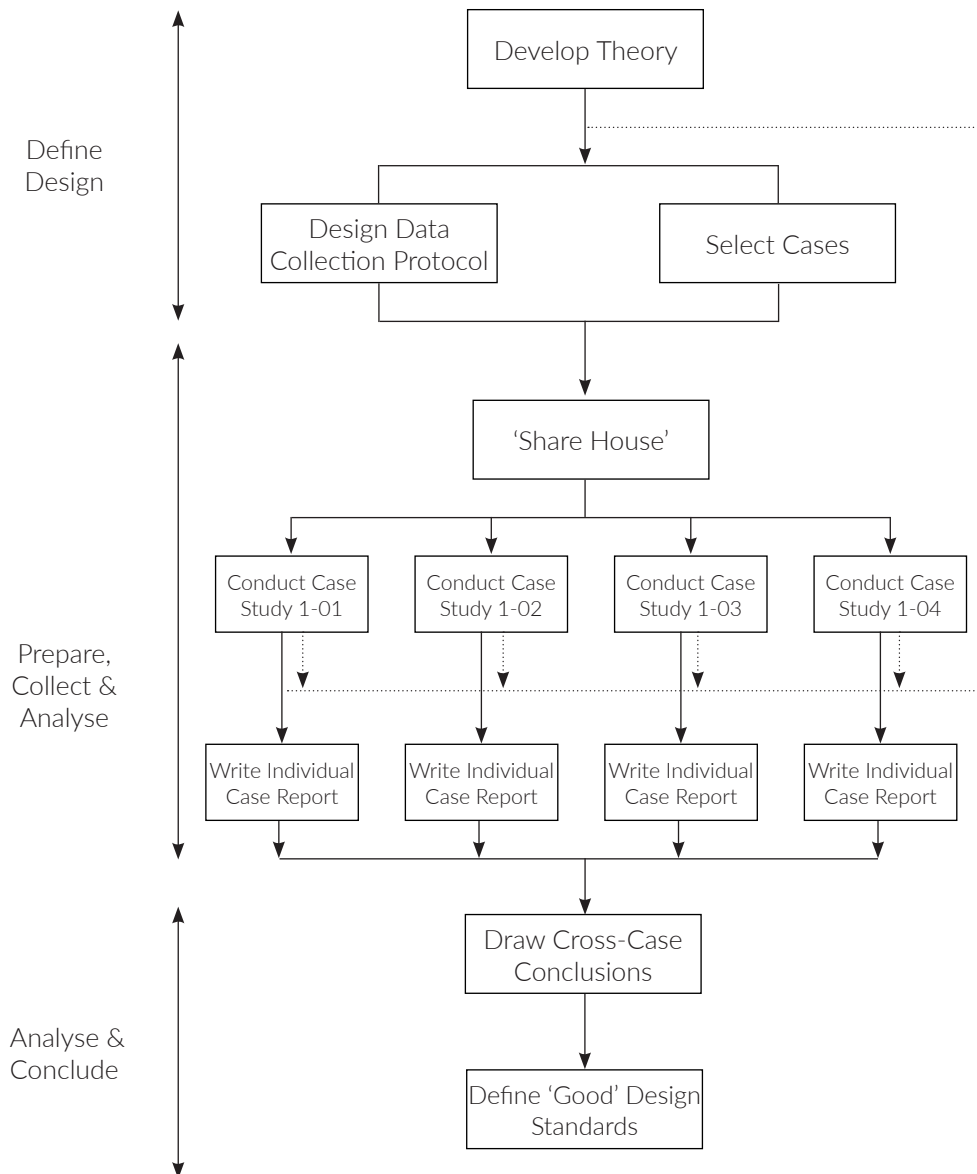 Develop Theory
Define
Design
Design Data
Collection Protocol
Select Cases
‘Share House’
Conduct Case
Study 1-01
Conduct Case
Study 1-02
Conduct Case
Study 1-03
Conduct Case
Study 1-04
Prepare,
Collect &
Analyse
Write Individual
Case Report
Write Individual
Case Report
Write Individual
Case Report
Write Individual
Case Report
Draw Cross-Case
Conclusions
Analyse &
Conclude
Define ‘Good’ Design
Standards